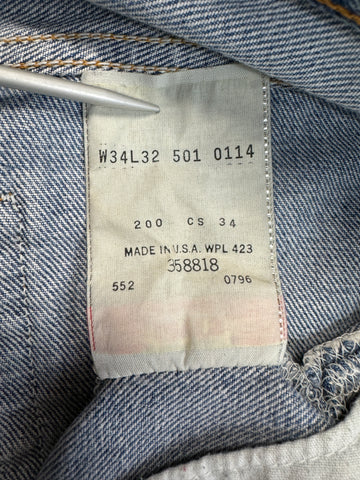 W34L32 501 0114
200 CS 34
MADE IN U.S.A. WPL 423
358818
552 0796